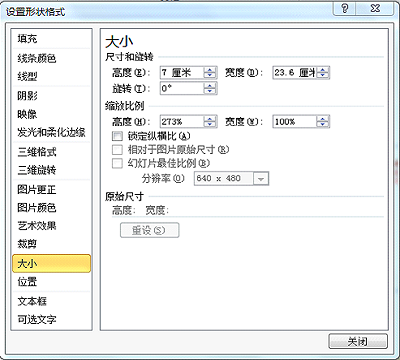 设置形状格式
填充
线条颜色
线型
阴影
映像
发光和柔化边缘
三维格式
三维旋转
图片更正
图片颜色
艺术效果
裁剪
大小
位置
文本框
可选文字
大小
尺寸和旋转
高度(E): 7 厘米 宽度(D): 23.6 厘米
旋转(T): 0°
缩放比例
高度(H): 273% 宽度(W): 100%
锁定纵横比(A)
相对于图片原始尺寸(R)
幻灯片最佳比例(B)
分辨率(O) 640 x 480
原始尺寸
高度: 宽度:
重设(S)
关闭